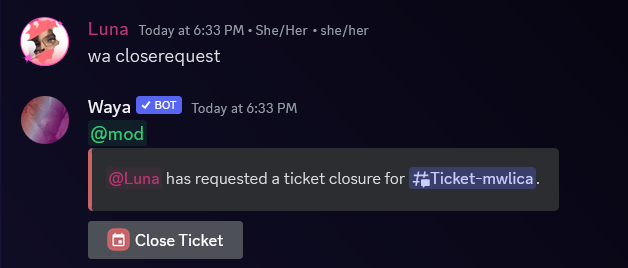 Luna Today at 6:33 PM • She/Her • she/her
wa closerequest
Waya ✓ BOT Today at 6:33 PM
@mod
@Luna has requested a ticket closure for #Ticket-mwlica.
Close Ticket